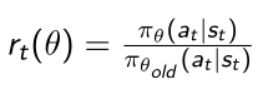 r_t(θ) = π_θ(a_t|s_t) / π_θ_old(a_t|s_t)